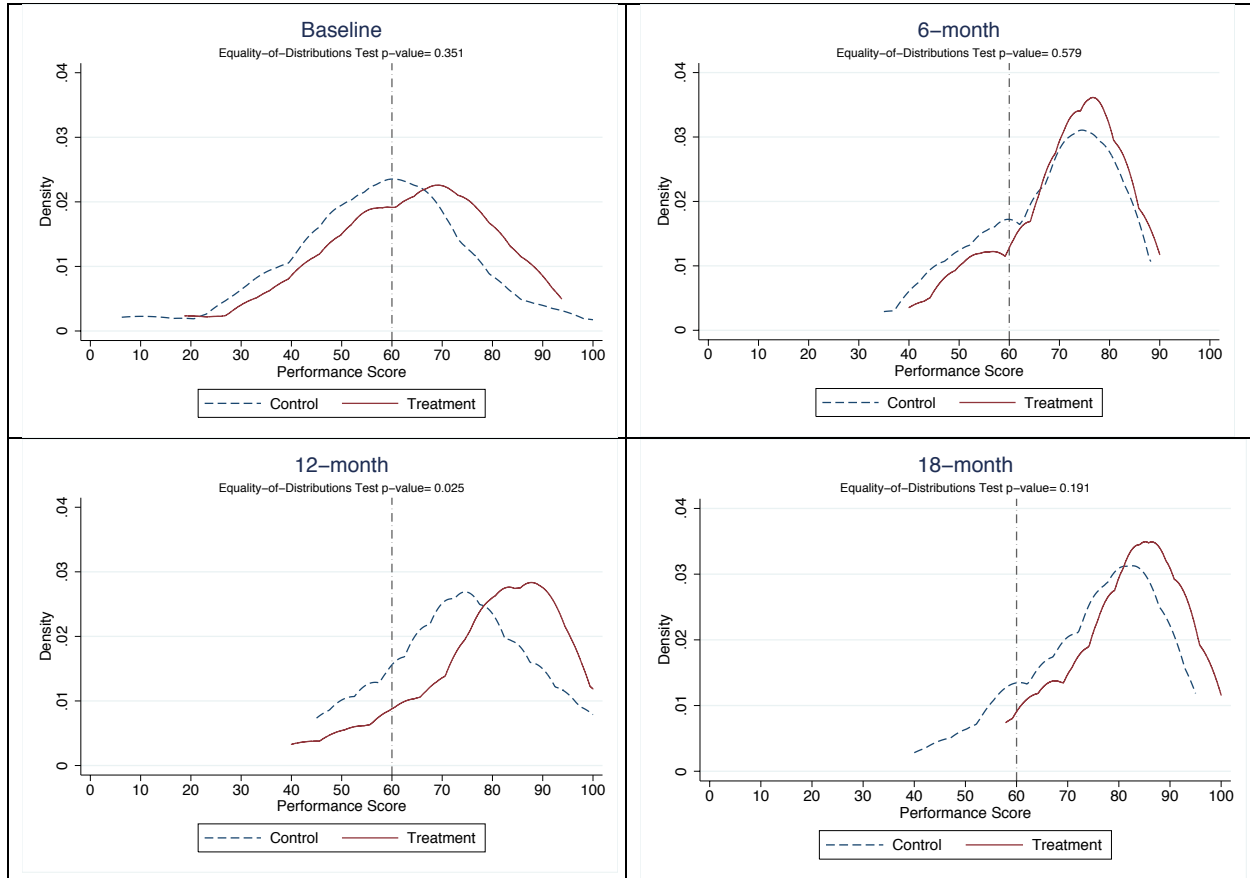 Baseline
Equality-of-Distributions Test p-value= 0.351
.04
.03
.02
.01
0
Density
0 10 20 30 40 50 60 70 80 90 100
Performance Score
Control Treatment
6-month
Equality-of-Distributions Test p-value= 0.579
.04
.03
.02
.01
0
Density
0 10 20 30 40 50 60 70 80 90 100
Performance Score
Control Treatment
12-month
Equality-of-Distributions Test p-value= 0.025
.04
.03
.02
.01
0
Density
0 10 20 30 40 50 60 70 80 90 100
Performance Score
Control Treatment
18-month
Equality-of-Distributions Test p-value= 0.191
.04
.03
.02
.01
0
Density
0 10 20 30 40 50 60 70 80 90 100
Performance Score
Control Treatment